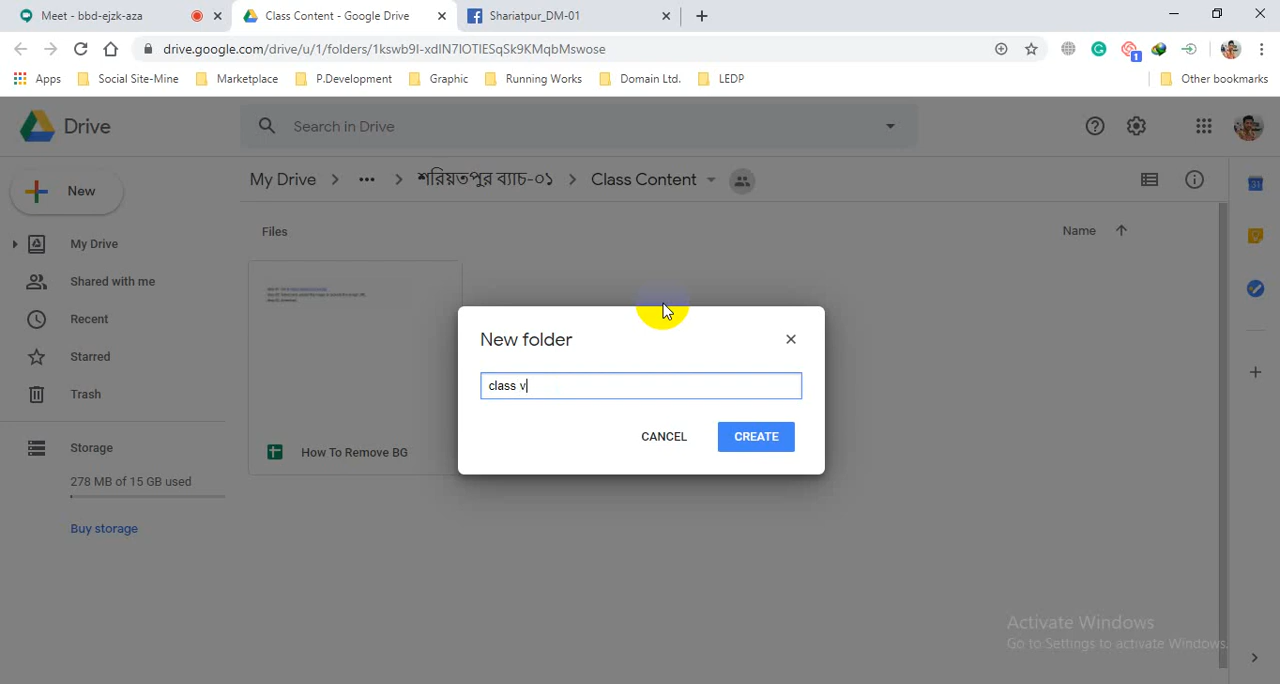 Meet - bbd-ejzk-aza
Class Content - Google Drive
Shariatpur_DM-01
drive.google.com/drive/u/1/folders/1kswb9I-xdIN7IOTIESqSk9KMqbMswose
1
Apps
Social Site-Mine
Marketplace
P.Development
Graphic
Running Works
Domain Ltd.
LEDP
Other bookmarks
Drive
Search in Drive
New
My Drive
শরিয়তপুর ব্যাচ-০১
Class Content
31
Files
Name
My Drive
Shared with me
Recent
Starred
Trash
Storage
278 MB of 15 GB used
Buy storage
How To Remove BG
New folder
class v
CANCEL
CREATE
Activate Windows
Go to Settings to activate Windows.